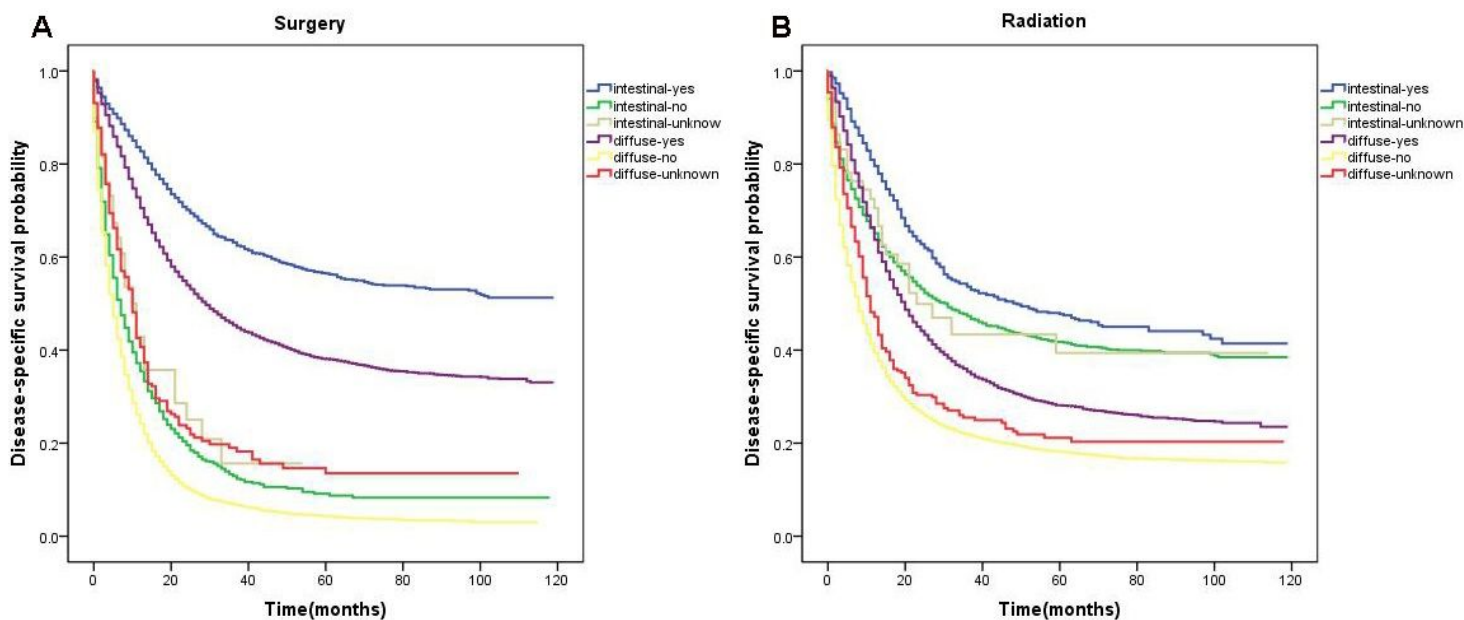 A
Surgery
Disease-specific survival probability
1.0
0.8
0.6
0.4
0.2
0.0
0 20 40 60 80 100 120
Time(months)
intestinal-yes
intestinal-no
intestinal-unknow
diffuse-yes
diffuse-no
diffuse-unknown
B
Radiation
Disease-specific survival probability
1.0
0.8
0.6
0.4
0.2
0.0
0 20 40 60 80 100 120
Time(months)
intestinal-yes
intestinal-no
intestinal-unknown
diffuse-yes
diffuse-no
diffuse-unknown